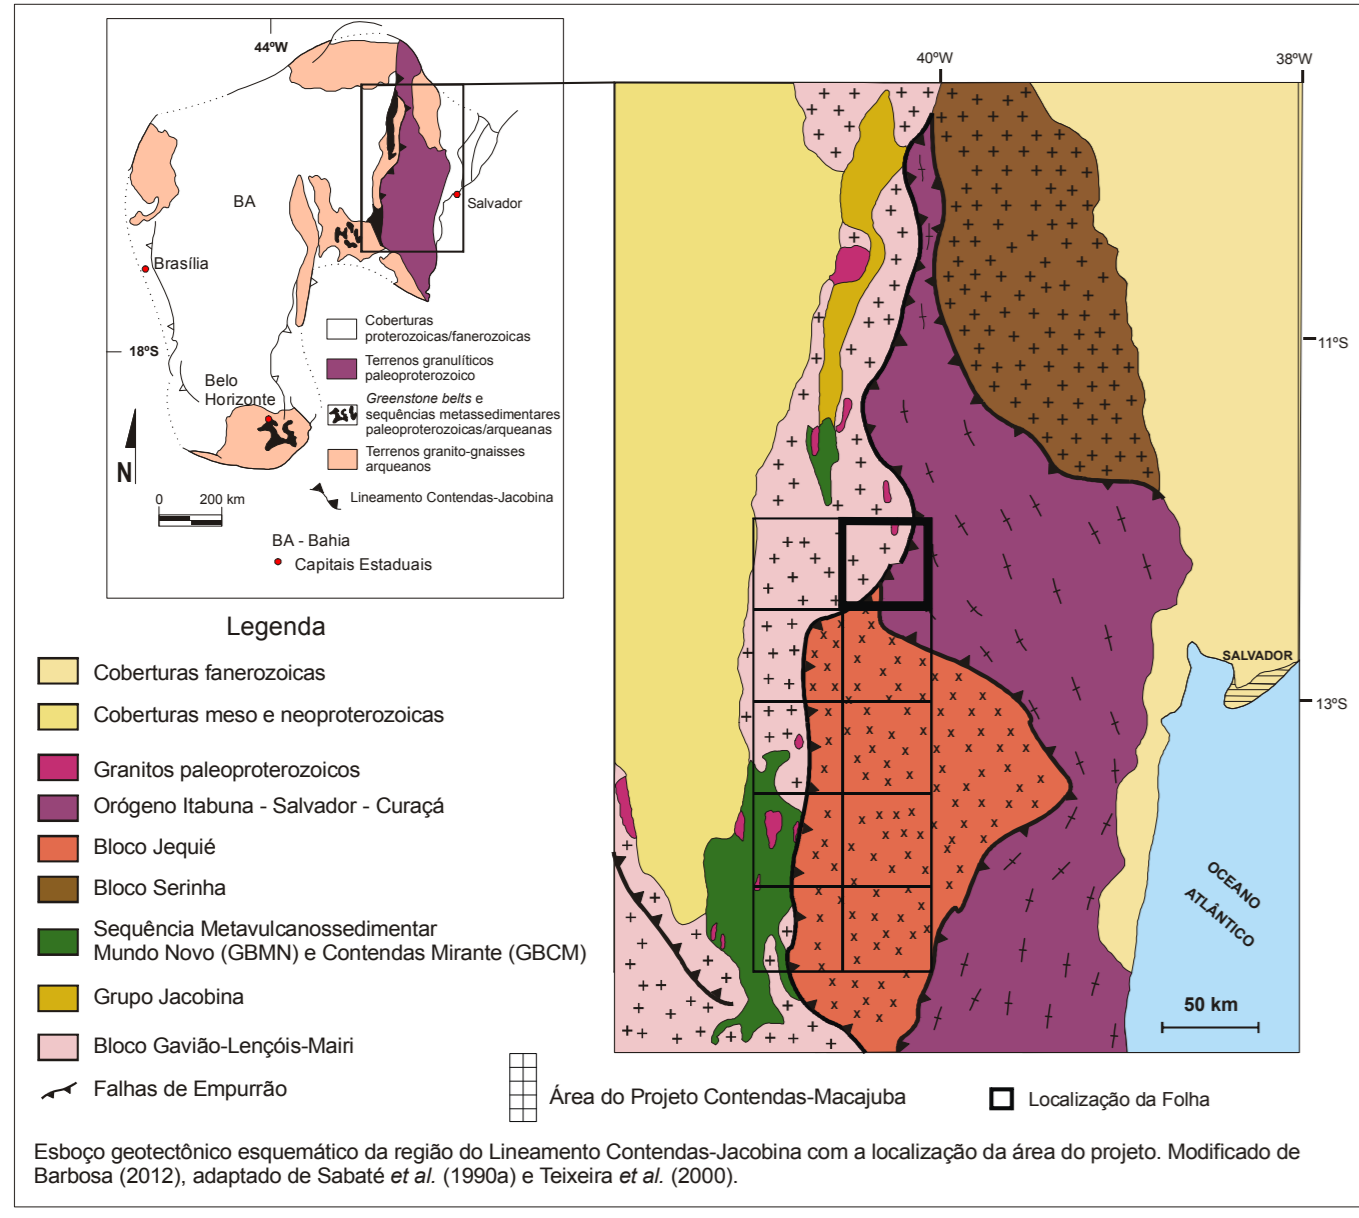 44ºW
BA
Salvador
Brasília
18ºS
Belo
Horizonte
N
0 200 km
BA - Bahia
Capitais Estaduais
Coberturas
proterozoicas/fanerozoicas
Terrenos granulíticos
paleoproterozoico
Greenstone belts e
sequências metassedimentares
paleoproterozoicas/arqueanas
Terrenos granito-gnaisses
arqueanos
Lineamento Contendas-Jacobina
40ºW
38ºW
11ºS
13ºS
SALVADOR
OCEANO
ATLÂNTICO
50 km
Legenda
Coberturas fanerozoicas
Coberturas meso e neoproterozoicas
Granitos paleoproterozoicos
Orógeno Itabuna - Salvador - Curaçá
Bloco Jequié
Bloco Serinha
Sequência Metavulcanossedimentar
Mundo Novo (GBMN) e Contendas Mirante (GBCM)
Grupo Jacobina
Bloco Gavião-Lençóis-Mairi
Falhas de Empurrão
Área do Projeto Contendas-Macajuba
Localização da Folha
Esboço geotectônico esquemático da região do Lineamento Contendas-Jacobina com a localização da área do projeto. Modificado de
Barbosa (2012), adaptado de Sabaté et al. (1990a) e Teixeira et al. (2000).